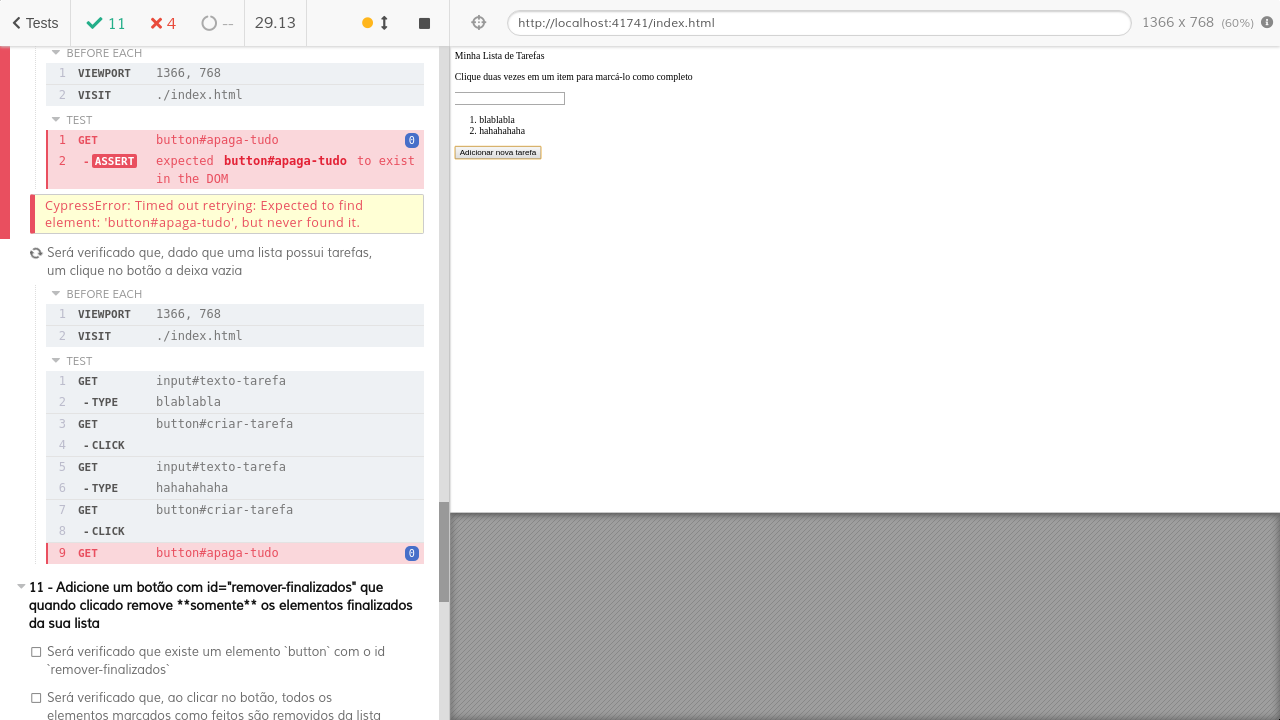 Tests
11
4
--
29.13
http://localhost:41741/index.html
1366 x 768 (60%)
BEFORE EACH
1 VIEWPORT 1366, 768
2 VISIT ./index.html
TEST
1 GET button#apaga-tudo 0
2 -ASSERT expected button#apaga-tudo to exist
in the DOM
CypressError: Timed out retrying: Expected to find
element: 'button#apaga-tudo', but never found it.
Será verificado que, dado que uma lista possui tarefas,
um clique no botão a deixa vazia
BEFORE EACH
1 VIEWPORT 1366, 768
2 VISIT ./index.html
TEST
1 GET input#texto-tarefa
2 -TYPE blablabla
3 GET button#criar-tarefa
4 -CLICK
5 GET input#texto-tarefa
6 -TYPE hahahahaha
7 GET button#criar-tarefa
8 -CLICK
9 GET button#apaga-tudo 0
11 - Adicione um botão com id="remover-finalizados" que
quando clicado remove **somente** os elementos finalizados
da sua lista
Será verificado que existe um elemento `button` com o id
`remover-finalizados`
Será verificado que, ao clicar no botão, todos os
elementos marcados como feitos são removidos da lista
Minha Lista de Tarefas
Clique duas vezes em um item para marcá-lo como completo
1. blablabla
2. hahahahaha
Adicionar nova tarefa